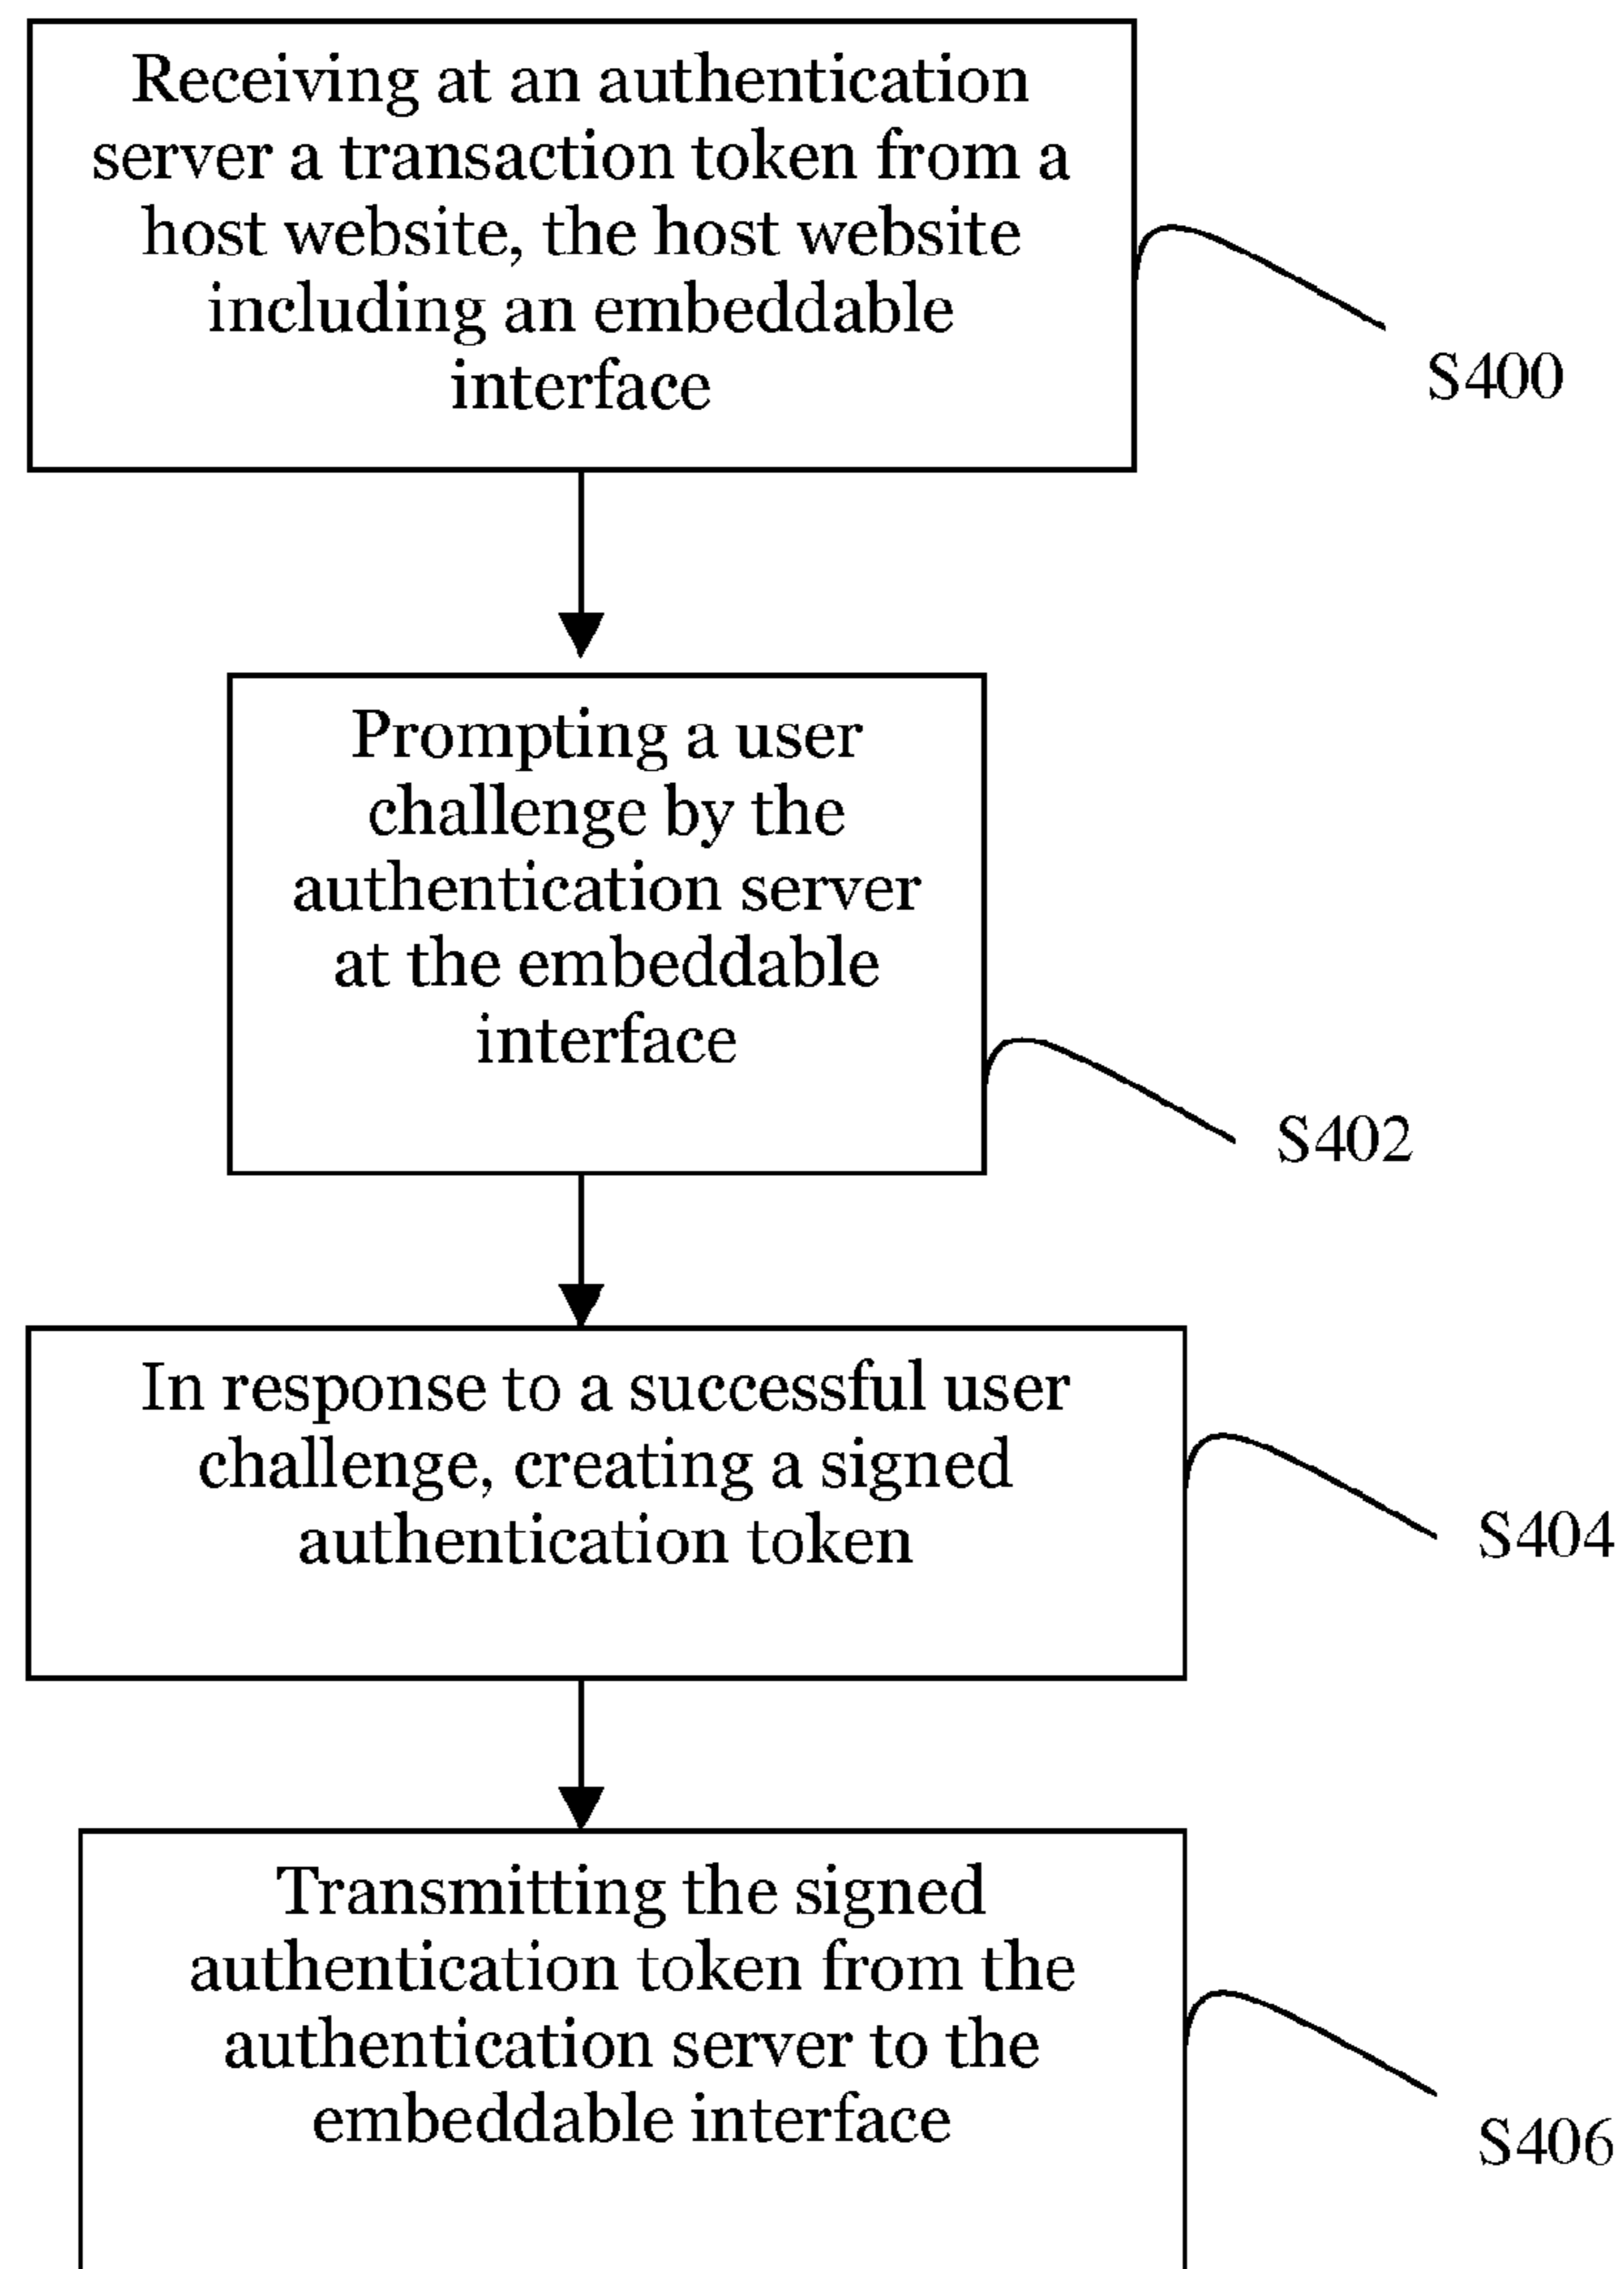 Receiving at an authentication
server a transaction token from a
host website, the host website
including an embeddable
interface
S400
Prompting a user
challenge by the
authentication server
at the embeddable
interface
S402
In response to a successful user
challenge, creating a signed
authentication token
S404
Transmitting the signed
authentication token from the
authentication server to the
embeddable interface
S406